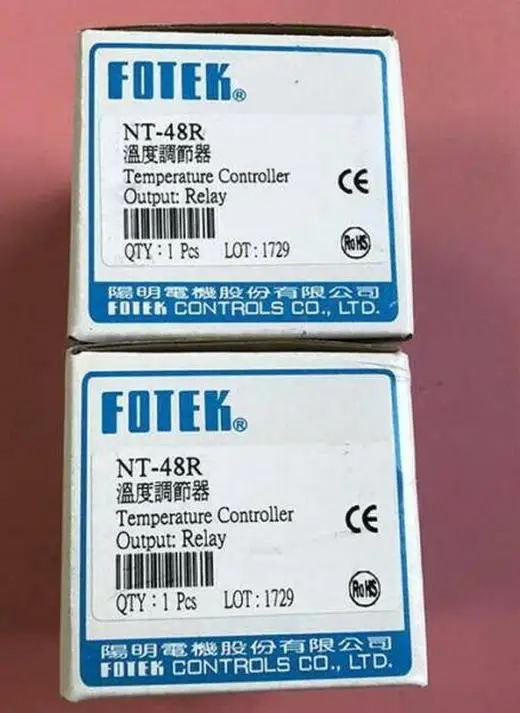 FOTEK®
NT-48R
溫度調節器
Temperature Controller
Output: Relay
CE
QTY：1 Pcs LOT：1729
RoHS
陽明電機股份有限公司
FOTEK CONTROLS CO., LTD.
FOTEK®
NT-48R
溫度調節器
Temperature Controller
Output: Relay
CE
QTY：1 Pcs LOT：1729
RoHS
陽明電機股份有限公司
FOTEK CONTROLS CO., LTD.